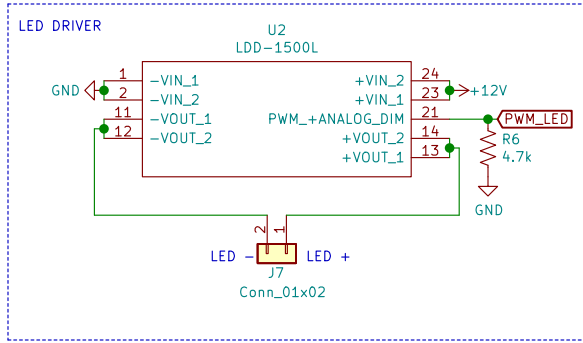 LED DRIVER
U2
LDD-1500L
GND
1
2
11
12
-VIN_1
-VIN_2
-VOUT_1
-VOUT_2
+VIN_2
+VIN_1
PWM_+ANALOG_DIM
+VOUT_2
+VOUT_1
24
23
21
14
13
+12V
PWM_LED
R6
4.7k
GND
2
1
LED -
LED +
J7
Conn_01x02